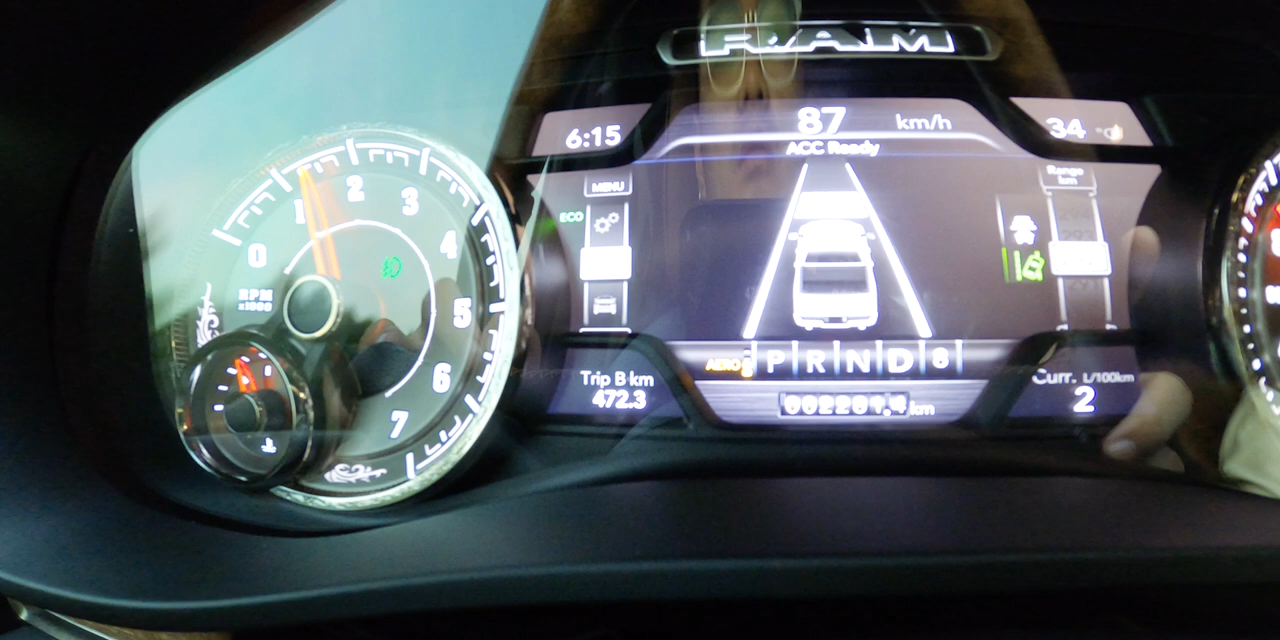 RAM
6:15
87 km/h
34 °C
ACC Ready
MENU
Range
km
ECO
0
1
2
3
4
5
6
7
RPM
x1000
AERO
P R N D 8
Trip B km
472.3
km
Curr. L/100km
2